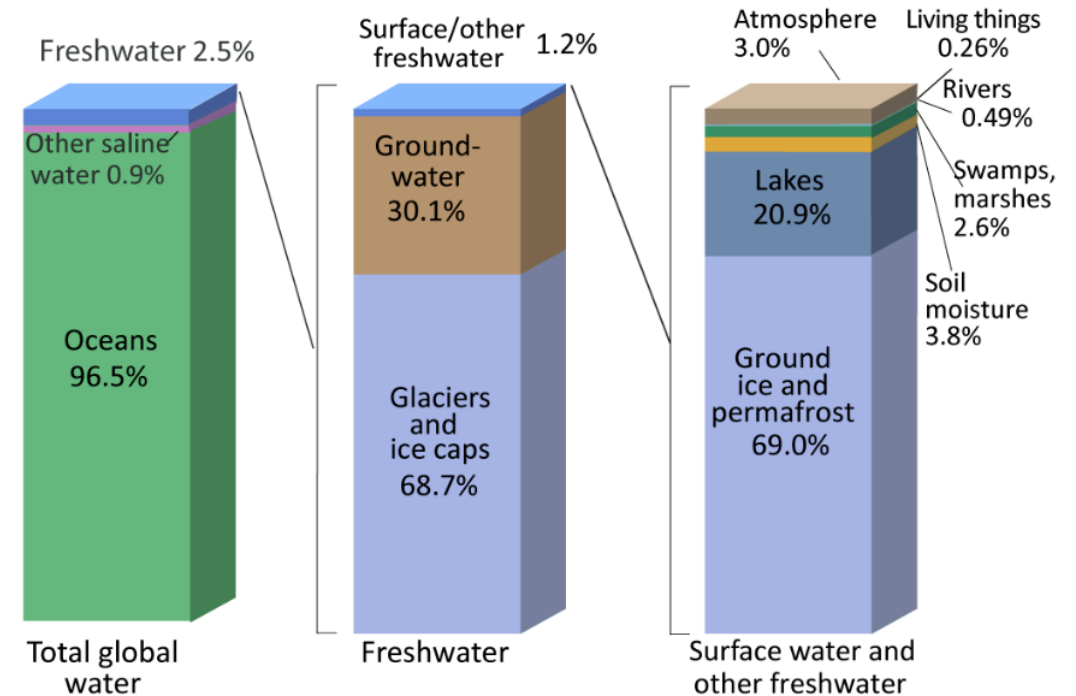 Freshwater 2.5%
Other saline
water 0.9%
Oceans
96.5%
Total global
water
Surface/other
freshwater
1.2%
Ground-
water
30.1%
Glaciers
and
ice caps
68.7%
Freshwater
Atmosphere
3.0%
Living things
0.26%
Rivers
0.49%
Swamps,
marshes
2.6%
Soil
moisture
3.8%
Lakes
20.9%
Ground
ice and
permafrost
69.0%
Surface water and
other freshwater